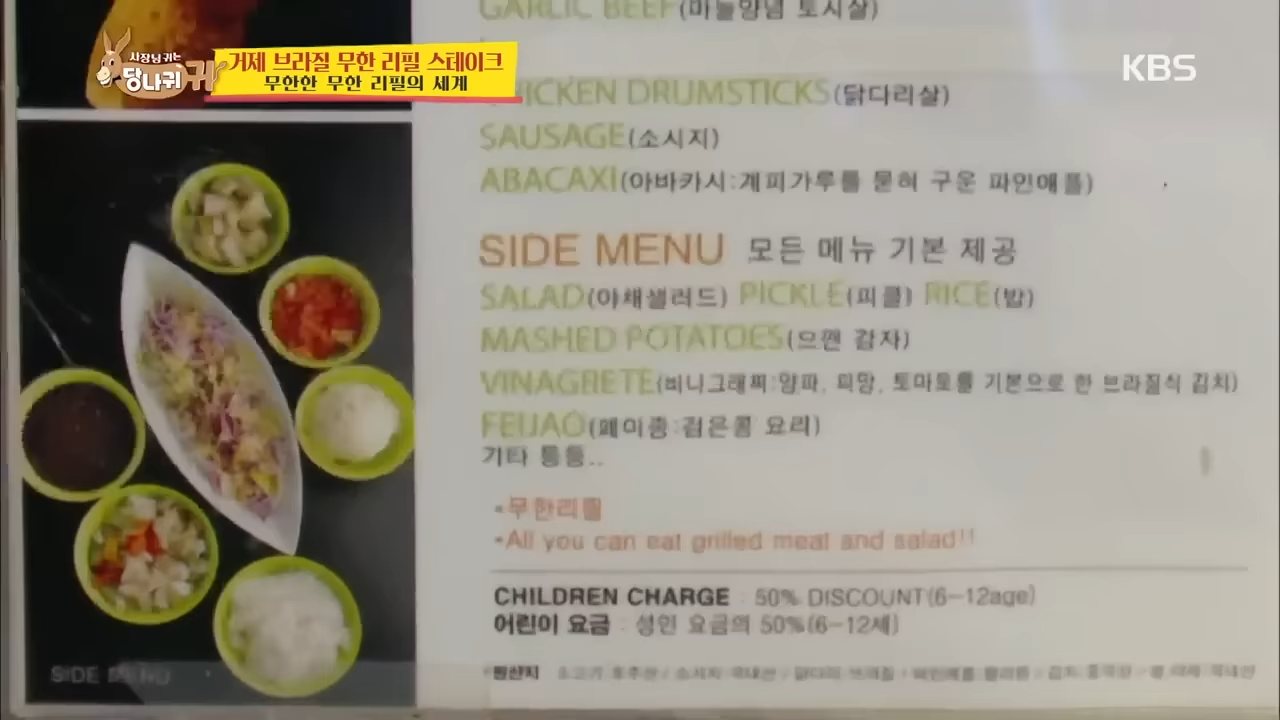 GARLIC BEEF(마늘양념 토시살)
사장님 귀는
당나귀 귀
거제 브라질 무한 리필 스테이크
무한한 무한 리필의 세계
KBS
CHICKEN DRUMSTICKS(닭다리살)
SAUSAGE(소시지)
ABACAXI(아바카시:계피가루를 묻혀 구운 파인애플)
SIDE MENU 모든 메뉴 기본 제공
SALAD(야채샐러드) PICKLE(피클) RICE(밥)
MASHED POTATOES(으깬 감자)
VINAGRETE(비니그래찌:양파, 피망, 토마토를 기본으로 한 브라질식 김치)
FEIJAO(페이죵:검은콩 요리)
기타 등등..
•무한리필
•All you can eat grilled meat and salad!!
CHILDREN CHARGE : 50% DISCOUNT(6-12age)
어린이 요금 : 성인 요금의 50%(6-12세)
SIDE MENU
*원산지